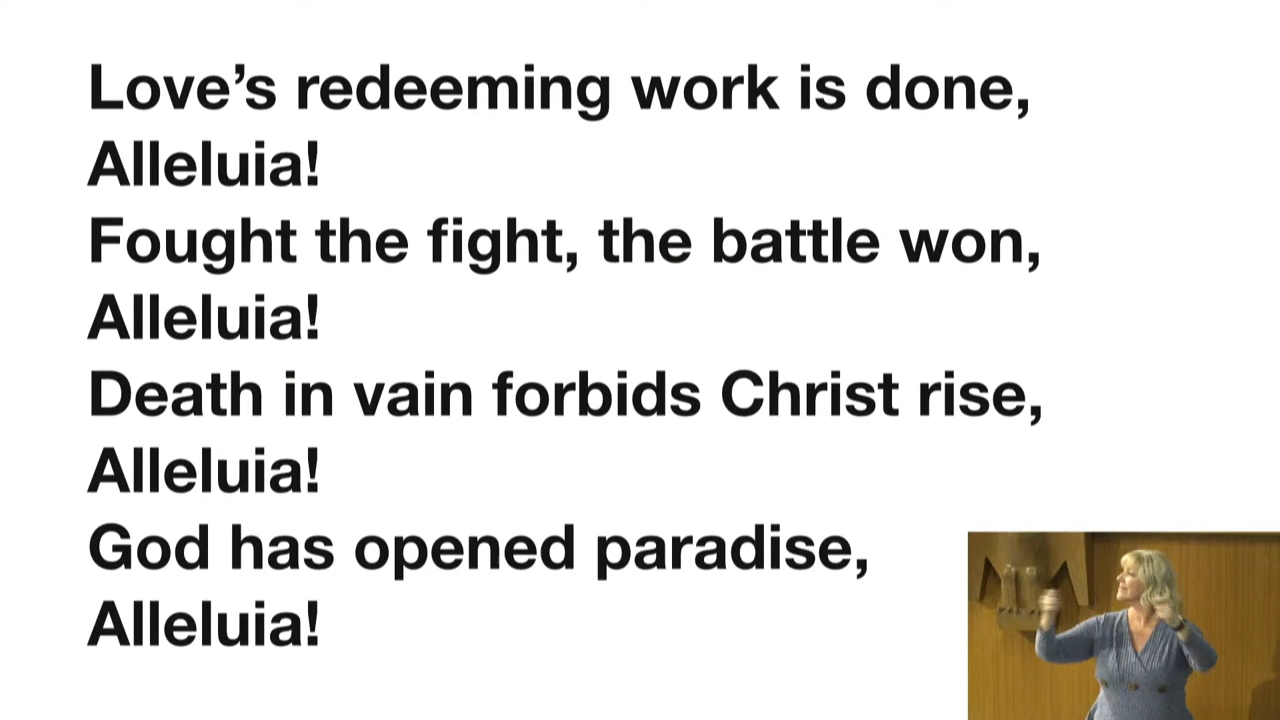 Love’s redeeming work is done,
Alleluia!
Fought the fight, the battle won,
Alleluia!
Death in vain forbids Christ rise,
Alleluia!
God has opened paradise,
Alleluia!